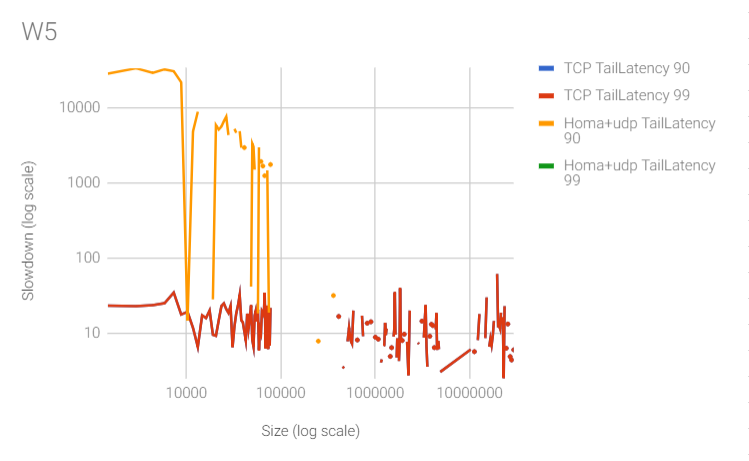 W5
TCP TailLatency 90
TCP TailLatency 99
Homa+udp TailLatency
90
Homa+udp TailLatency
99
Slowdown (log scale)
10000
1000
100
10
10000
100000
1000000
10000000
Size (log scale)